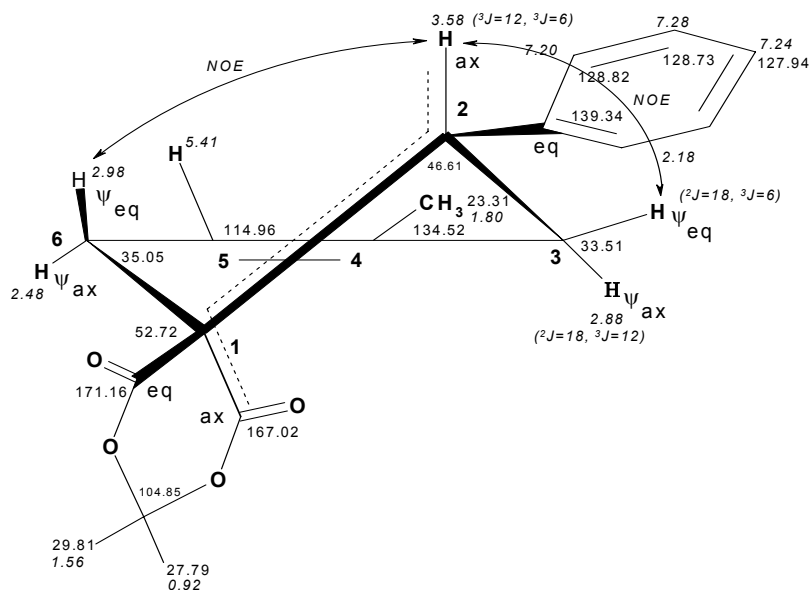 3.58 (³J=12, ³J=6)
H
ax
7.28
7.20
7.24
128.73
127.94
128.82
NOE
NOE
2
139.34
eq
5.41
H
2.98
H
Ψeq
46.61
2.18
(²J=18, ³J=6)
H Ψeq
CH3 23.31
1.80
6
114.96
134.52
35.05
5
4
3
33.51
H Ψax
2.48
H Ψax
2.88
(²J=18, ³J=12)
52.72
1
O
171.16
eq
ax
O
167.02
O
O
104.85
29.81
1.56
27.79
0.92